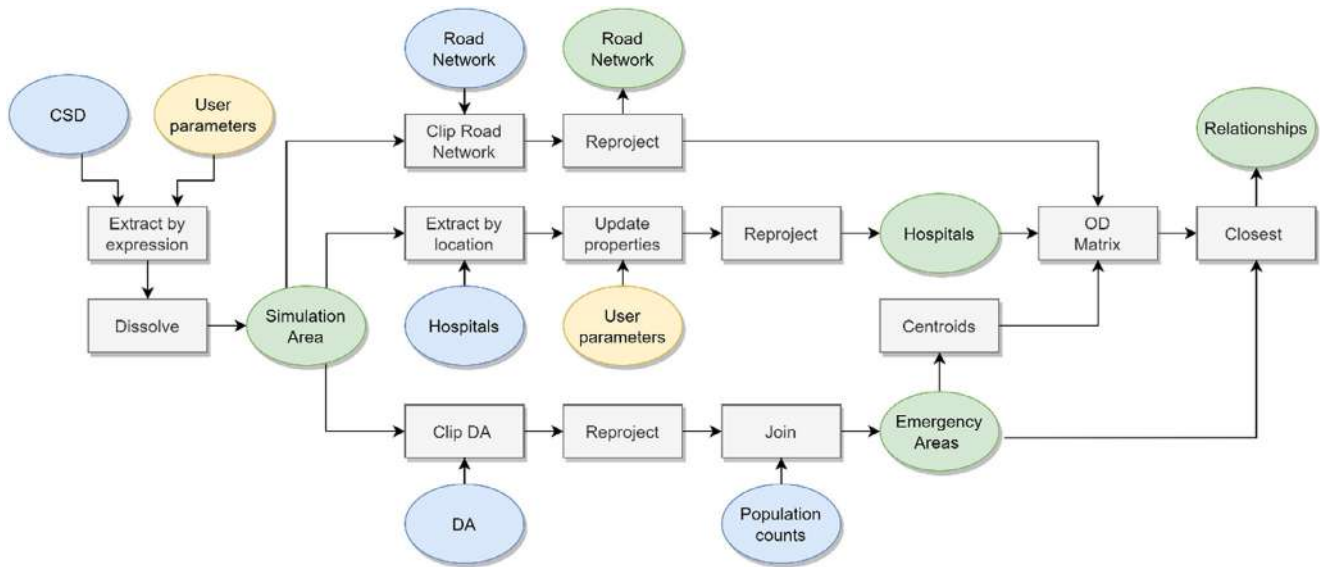 Road
Network
Road
Network
CSD
User
parameters
Clip Road
Network
Reproject
Relationships
Extract by
expression
Extract by
location
Update
properties
Reproject
Hospitals
OD
Matrix
Closest
Dissolve
Simulation
Area
Hospitals
User
parameters
Centroids
Clip DA
Reproject
Join
Emergency
Areas
DA
Population
counts